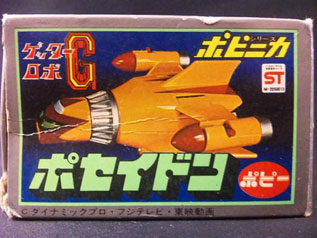 ゲッターロボG
ポピニカ
シリーズ
ST
ポセイドン
ポピー
©ダイナミックプロ・フジテレビ・東映動画